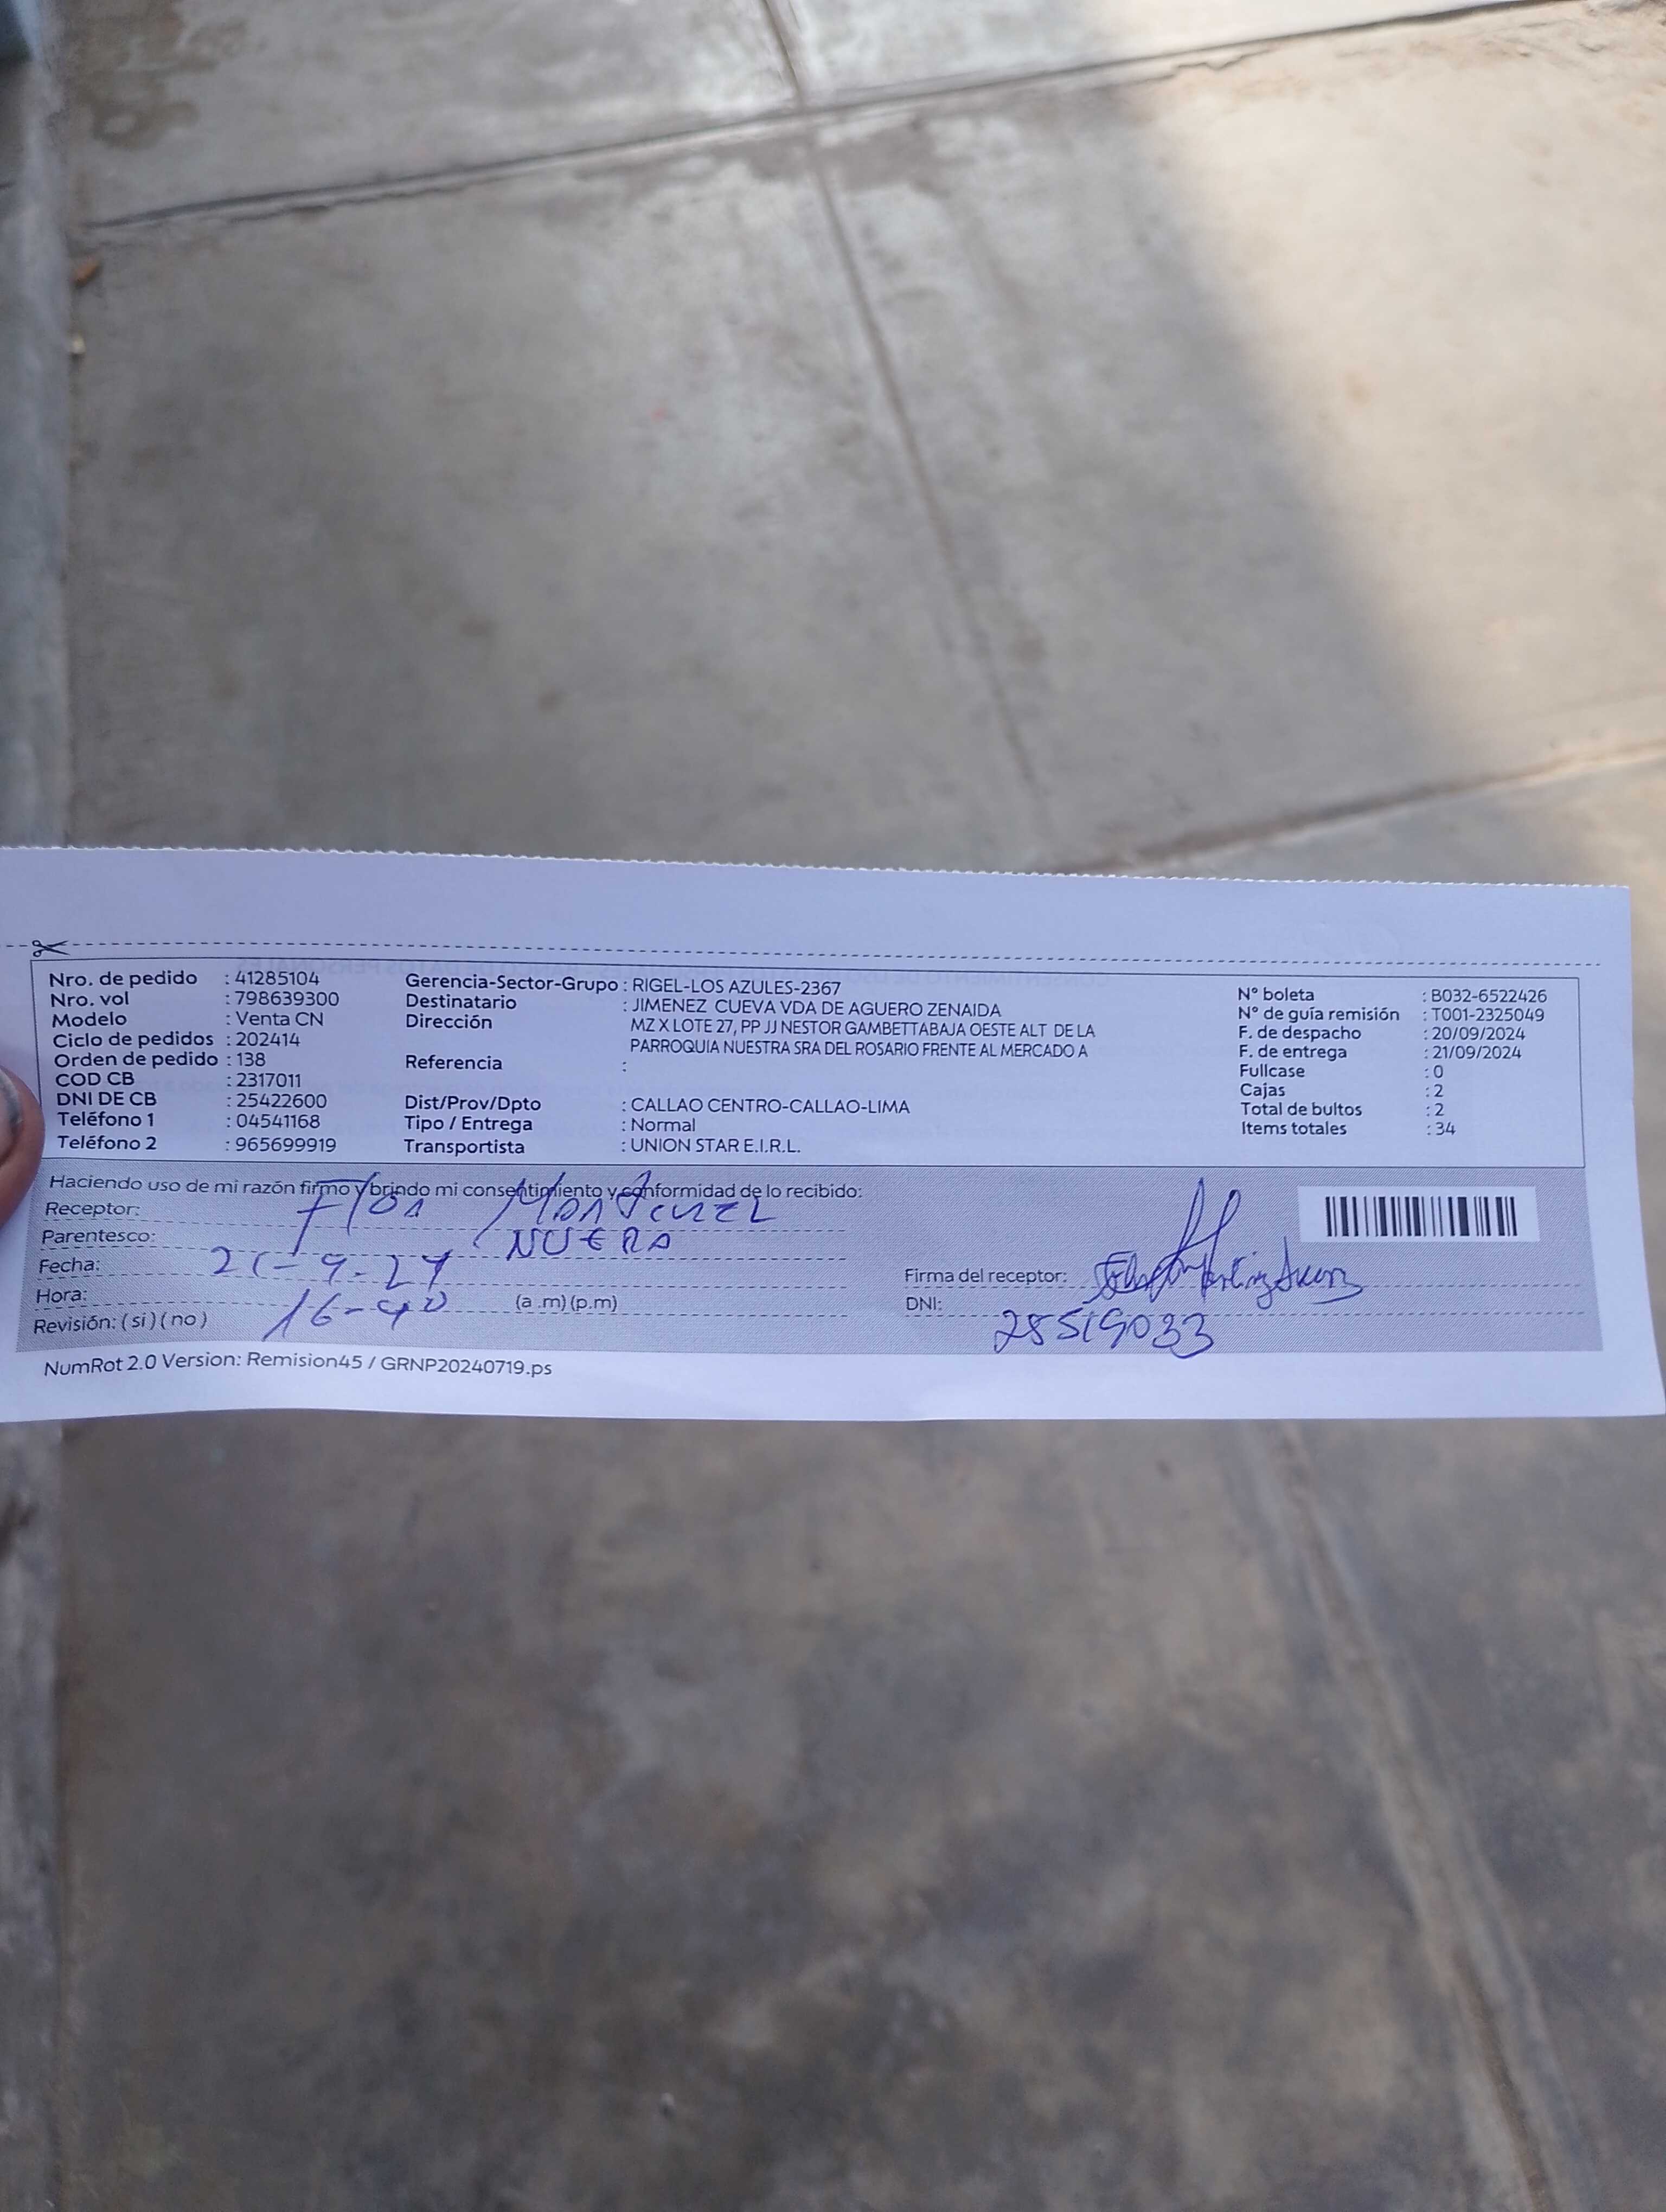 Nro. de pedido : 41285104
Nro. vol : 798639300
Modelo : Venta CN
Ciclo de pedidos : 202414
Orden de pedido : 138
COD CB : 2317011
DNI DE CB : 25422600
Teléfono 1 : 04541168
Teléfono 2 : 965699919
Gerencia-Sector-Grupo : RIGEL-LOS AZULES-2367
Destinatario : JIMENEZ CUEVA VDA DE AGUERO ZENAIDA
Dirección MZ X LOTE 27, PP JJ NESTOR GAMBETTABAJA OESTE ALT DE LA
PARROQUIA NUESTRA SRA DEL ROSARIO FRENTE AL MERCADO A
Referencia :
Dist/Prov/Dpto : CALLAO CENTRO-CALLAO-LIMA
Tipo / Entrega : Normal
Transportista : UNION STAR E.I.R.L.
N° boleta : B032-6522426
N° de guía remisión : T001-2325049
F. de despacho : 20/09/2024
F. de entrega : 21/09/2024
Fullcase : 0
Cajas : 2
Total de bultos : 2
Items totales : 34
Haciendo uso de mi razón firmo y brindo mi consentimiento y conformidad de lo recibido:
Receptor: Flor
Parentesco: NUERA
Fecha: 21-9-24
Hora: 16-40 (a .m) (p.m)
Revisión: ( si ) ( no )
Firma del receptor:
DNI:
NumRot 2.0 Version: Remision45 / GRNP20240719.ps